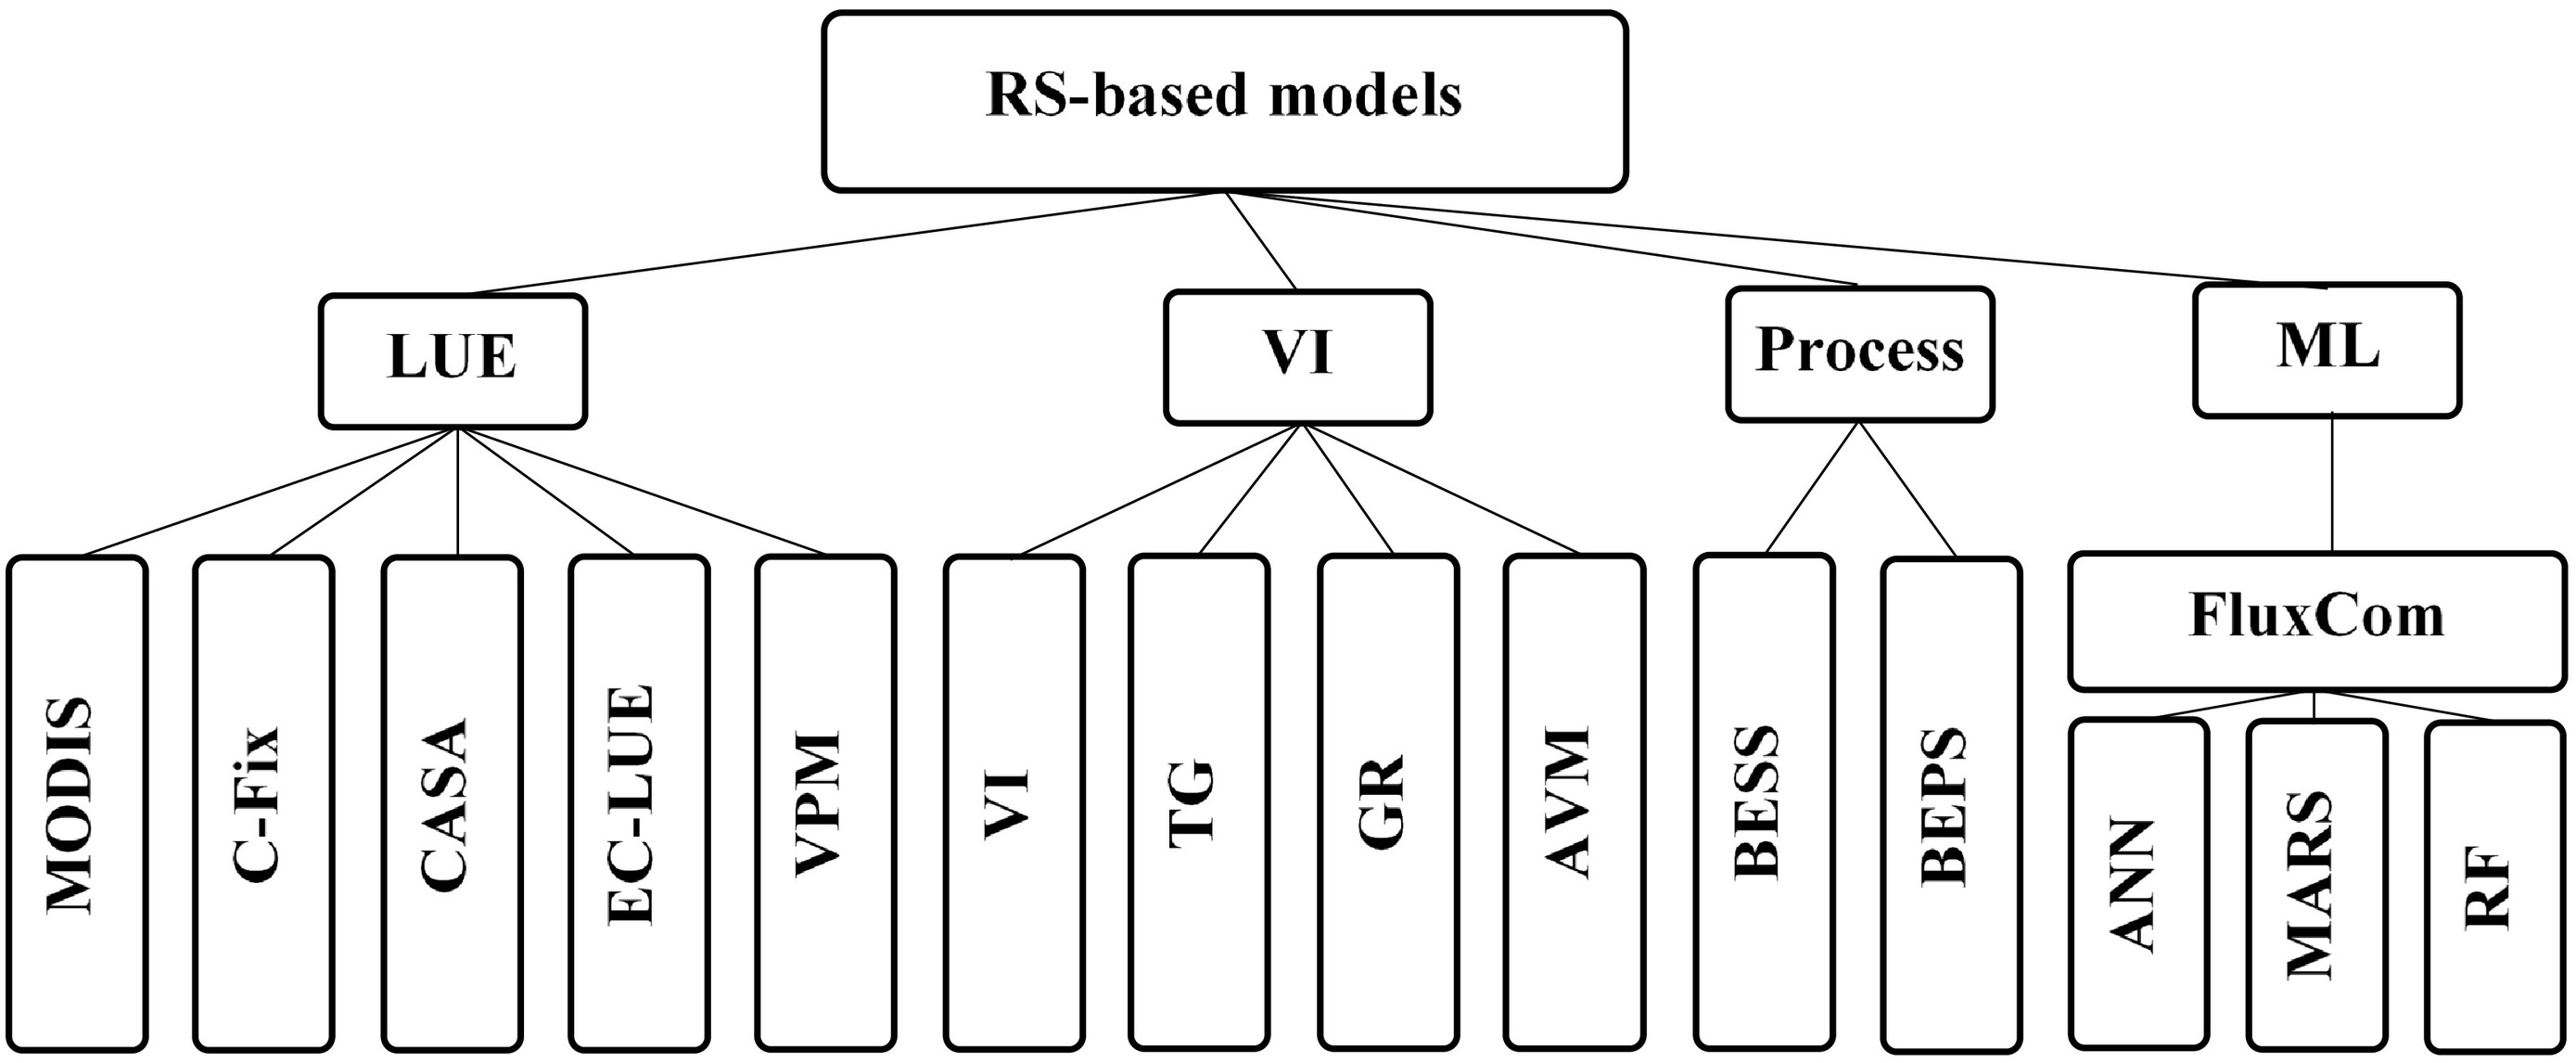 RS-based models
LUE
VI
Process
ML
MODIS
C-Fix
CASA
EC-LUE
VPM
VI
TG
GR
AVM
BESS
BEPS
FluxCom
ANN
MARS
RF